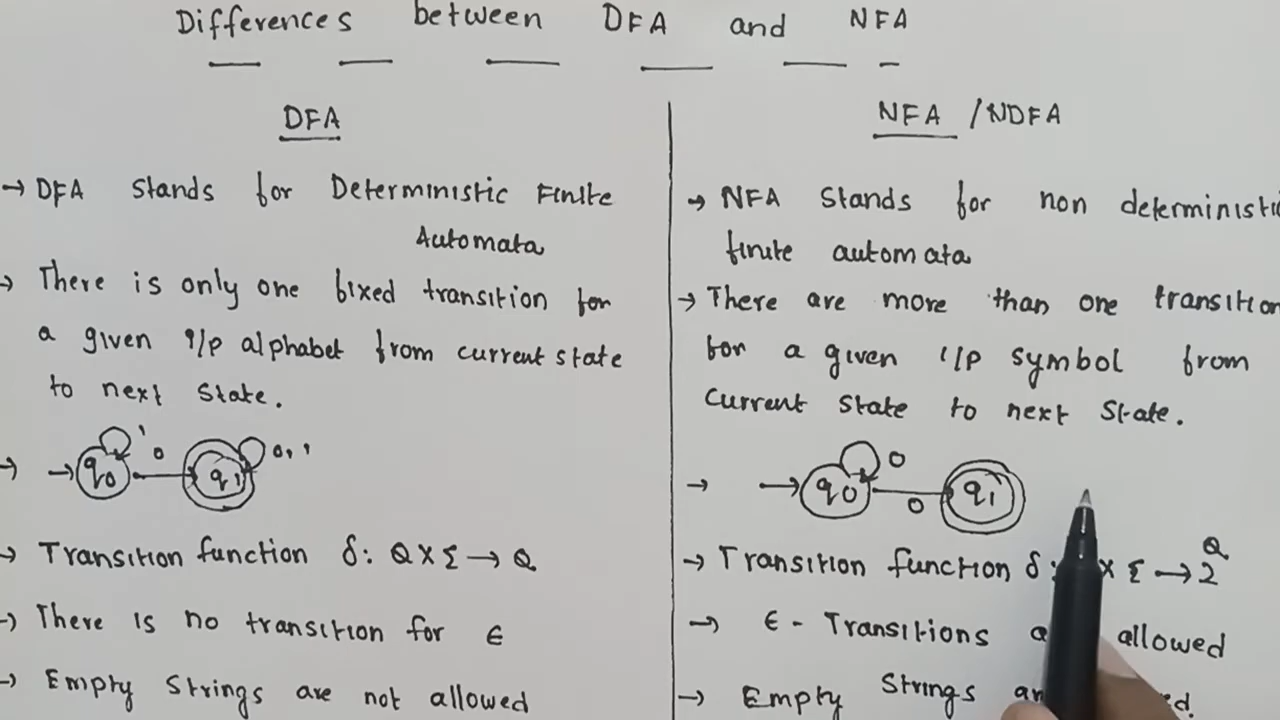 Differences between DFA and NFA
DFA
→ DFA stands for Deterministic Finite
Automata
→ There is only one fixed transition for
a given I/P alphabet from current state
to next state.
→ → q0 1 0 q1 0,1
→ Transition function δ: Q X Σ → Q
→ There is no transition for ϵ
→ Empty Strings are not allowed
NFA /NDFA
→ NFA stands for non deterministic
finite automata
→ There are more than one transition
for a given I/P symbol from
current state to next state.
→ → q0 0 0 q1
→ Transition function δ: X Σ → 2^Q
→ ϵ - Transitions allowed
→ Empty Strings